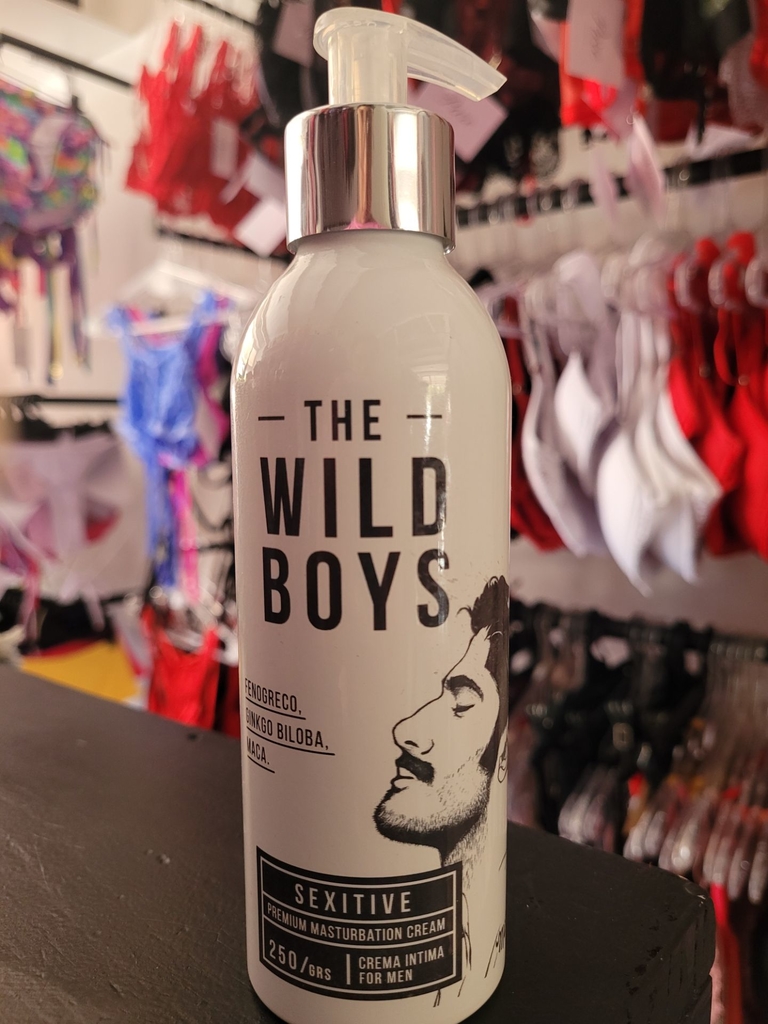 THE
WILD
BOYS
FENOGRECO,
GINKGO BILOBA,
MACA.
SEXITIVE
PREMIUM MASTURBATION CREAM
250/GRS
CREMA INTIMA
FOR MEN